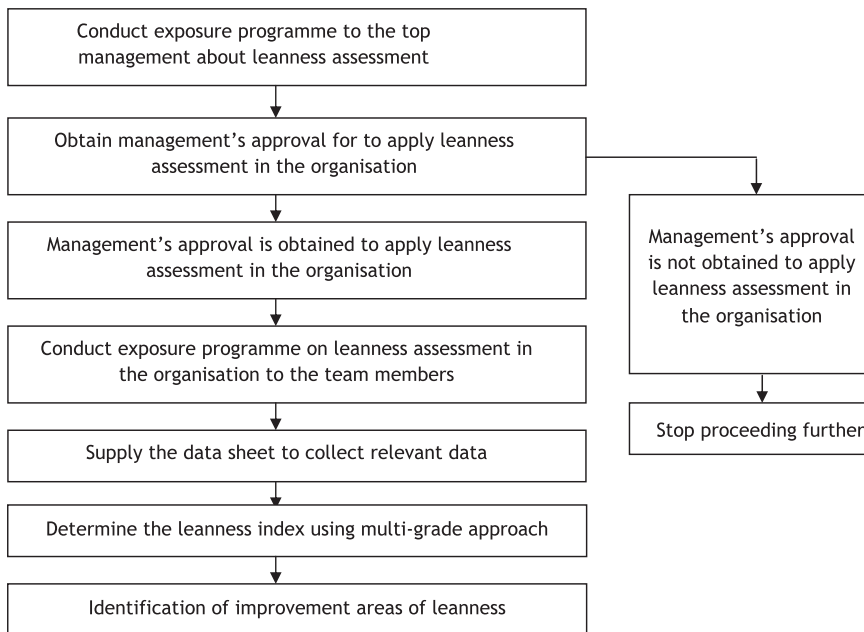 Conduct exposure programme to the top
management about leanness assessment
Obtain management’s approval for to apply leanness
assessment in the organisation
Management’s approval is obtained to apply leanness
assessment in the organisation
Management’s approval
is not obtained to apply
leanness assessment in
the organisation
Conduct exposure programme on leanness assessment in
the organisation to the team members
Stop proceeding further
Supply the data sheet to collect relevant data
Determine the leanness index using multi-grade approach
Identification of improvement areas of leanness